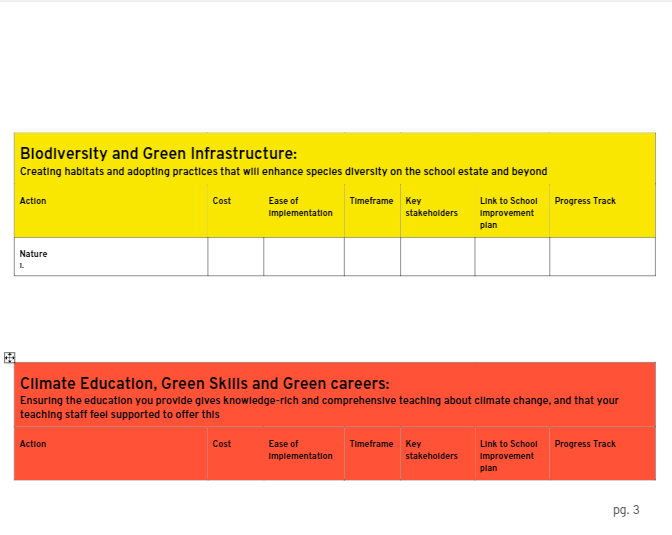 Biodiversity and Green Infrastructure:
Creating habitats and adopting practices that will enhance species diversity on the school estate and beyond
Action Cost Ease of implementation Timeframe Key stakeholders Link to School improvement plan Progress Track
Nature
1.
Climate Education, Green Skills and Green careers:
Ensuring the education you provide gives knowledge-rich and comprehensive teaching about climate change, and that your
teaching staff feel supported to offer this
Action Cost Ease of implementation Timeframe Key stakeholders Link to School improvement plan Progress Track
pg. 3